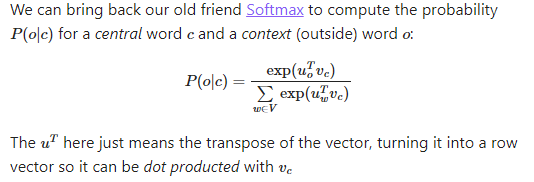 We can bring back our old friend Softmax to compute the probability
P(o|c) for a central word c and a context (outside) word o:
P(o|c) = exp(u_o^T v_c) / ∑_{w∈V} exp(u_w^T v_c)
The u^T here just means the transpose of the vector, turning it into a row
vector so it can be dot producted with v_c